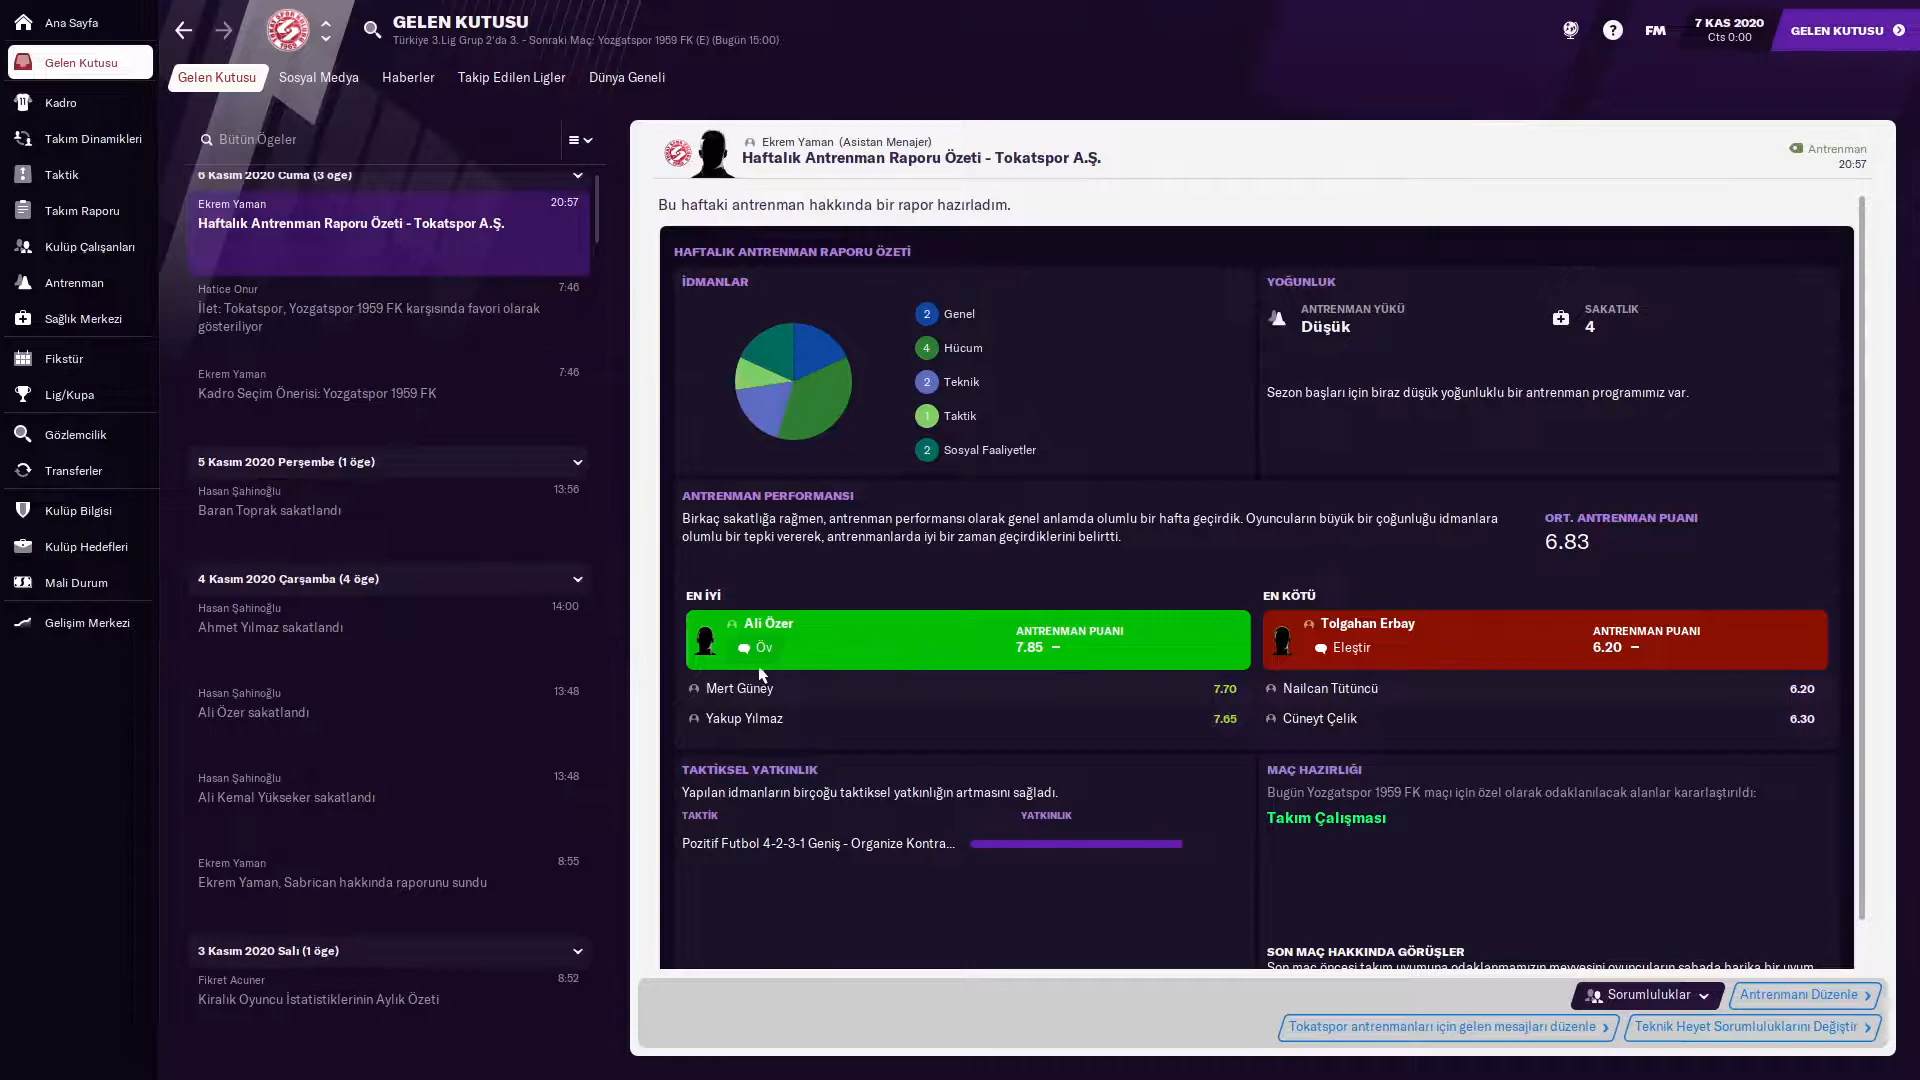 Ana Sayfa
Gelen Kutusu
Kadro
Takım Dinamikleri
Taktik
Takım Raporu
Kulüp Çalışanları
Antrenman
Sağlık Merkezi
Fikstür
Lig/Kupa
Gözlemcilik
Transferler
Kulüp Bilgisi
Kulüp Hedefleri
Mali Durum
Gelişim Merkezi
GELEN KUTUSU
Türkiye 3.Lig Grup 2'da 3. - Sonraki Maç: Yozgatspor 1959 FK (E) (Bugün 15:00)
FM
7 KAS 2020
Cts 0:00
GELEN KUTUSU
Gelen Kutusu
Sosyal Medya
Haberler
Takip Edilen Ligler
Dünya Geneli
Bütün Ögeler
6 Kasım 2020 Cuma (3 öge)
Ekrem Yaman
20:57
Haftalık Antrenman Raporu Özeti - Tokatspor A.Ş.
Hatice Onur
7:46
İlet: Tokatspor, Yozgatspor 1959 FK karşısında favori olarak
gösteriliyor
Ekrem Yaman
7:46
Kadro Seçim Önerisi: Yozgatspor 1959 FK
5 Kasım 2020 Perşembe (1 öge)
Hasan Şahinoğlu
13:56
Baran Toprak sakatlandı
4 Kasım 2020 Çarşamba (4 öge)
Hasan Şahinoğlu
14:00
Ahmet Yılmaz sakatlandı
Hasan Şahinoğlu
13:48
Ali Özer sakatlandı
Hasan Şahinoğlu
13:48
Ali Kemal Yükseker sakatlandı
Ekrem Yaman
8:55
Ekrem Yaman, Sabrican hakkında raporunu sundu
3 Kasım 2020 Salı (1 öge)
Fikret Acuner
8:52
Kiralık Oyuncu İstatistiklerinin Aylık Özeti
Ekrem Yaman (Asistan Menajer)
Haftalık Antrenman Raporu Özeti - Tokatspor A.Ş.
Antrenman
20:57
Bu haftaki antrenman hakkında bir rapor hazırladım.
HAFTALIK ANTRENMAN RAPORU ÖZETİ
İDMANLAR
2 Genel
4 Hücum
2 Teknik
1 Taktik
2 Sosyal Faaliyetler
YOĞUNLUK
ANTRENMAN YÜKÜ
Düşük
SAKATLIK
4
Sezon başları için biraz düşük yoğunluklu bir antrenman programımız var.
ANTRENMAN PERFORMANSI
Birkaç sakatlığa rağmen, antrenman performansı olarak genel anlamda olumlu bir hafta geçirdik. Oyuncuların büyük bir çoğunluğu idmanlara
olumlu bir tepki vererek, antrenmanlarda iyi bir zaman geçirdiklerini belirtti.
ORT. ANTRENMAN PUANI
6.83
EN İYİ
Ali Özer
Öv
ANTRENMAN PUANI
7.85 –
Mert Güney
7.70
Yakup Yılmaz
7.65
EN KÖTÜ
Tolgahan Erbay
Eleştir
ANTRENMAN PUANI
6.20 –
Nailcan Tütüncü
6.20
Cüneyt Çelik
6.30
TAKTİKSEL YATKINLIK
Yapılan idmanların birçoğu taktiksel yatkınlığın artmasını sağladı.
TAKTİK
YATKINLIK
Pozitif Futbol 4-2-3-1 Geniş - Organize Kontra...
MAÇ HAZIRLIĞI
Bugün Yozgatspor 1959 FK maçı için özel olarak odaklanılacak alanlar kararlaştırıldı:
Takım Çalışması
SON MAÇ HAKKINDA GÖRÜŞLER
Son maç öncesi takım uyumuna odaklanmamızın meyvesini oyuncuların sahada harika bir uyum
Sorumluluklar
Antrenmanı Düzenle
Tokatspor antrenmanları için gelen mesajları düzenle
Teknik Heyet Sorumluluklarını Değiştir